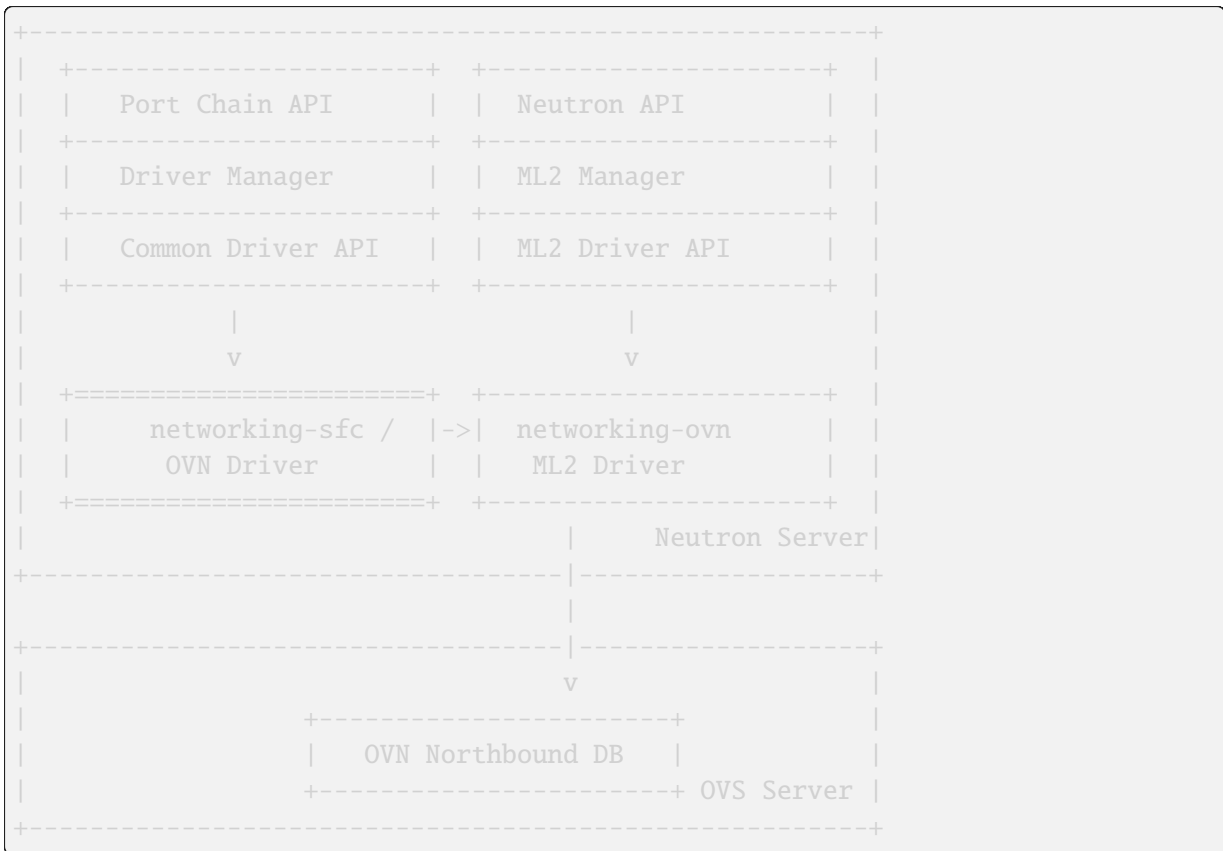 +-------------------------------------------------------+
|  +-----------------------+  +----------------------+  |
|  |   Port Chain API      |  |  Neutron API         |  |
|  +-----------------------+  +----------------------+  |
|  |   Driver Manager      |  |  ML2 Manager         |  |
|  +-----------------------+  +----------------------+  |
|  |   Common Driver API   |  |  ML2 Driver API      |  |
|  +-----------------------+  +----------------------+  |
|             |                         |               |
|             v                         v               |
|  +=======================+  +----------------------+  |
|  |     networking-sfc /  |->|  networking-ovn      |  |
|  |      OVN Driver       |  |   ML2 Driver         |  |
|  +=======================+  +----------------------+  |
|                                   |     Neutron Server|
+-----------------------------------|-------------------+
                                    |
+-----------------------------------|-------------------+
|                                   v                   |
|                  +-----------------------+            |
|                  |   OVN Northbound DB   |            |
|                  +-----------------------+ OVS Server |
+-------------------------------------------------------+